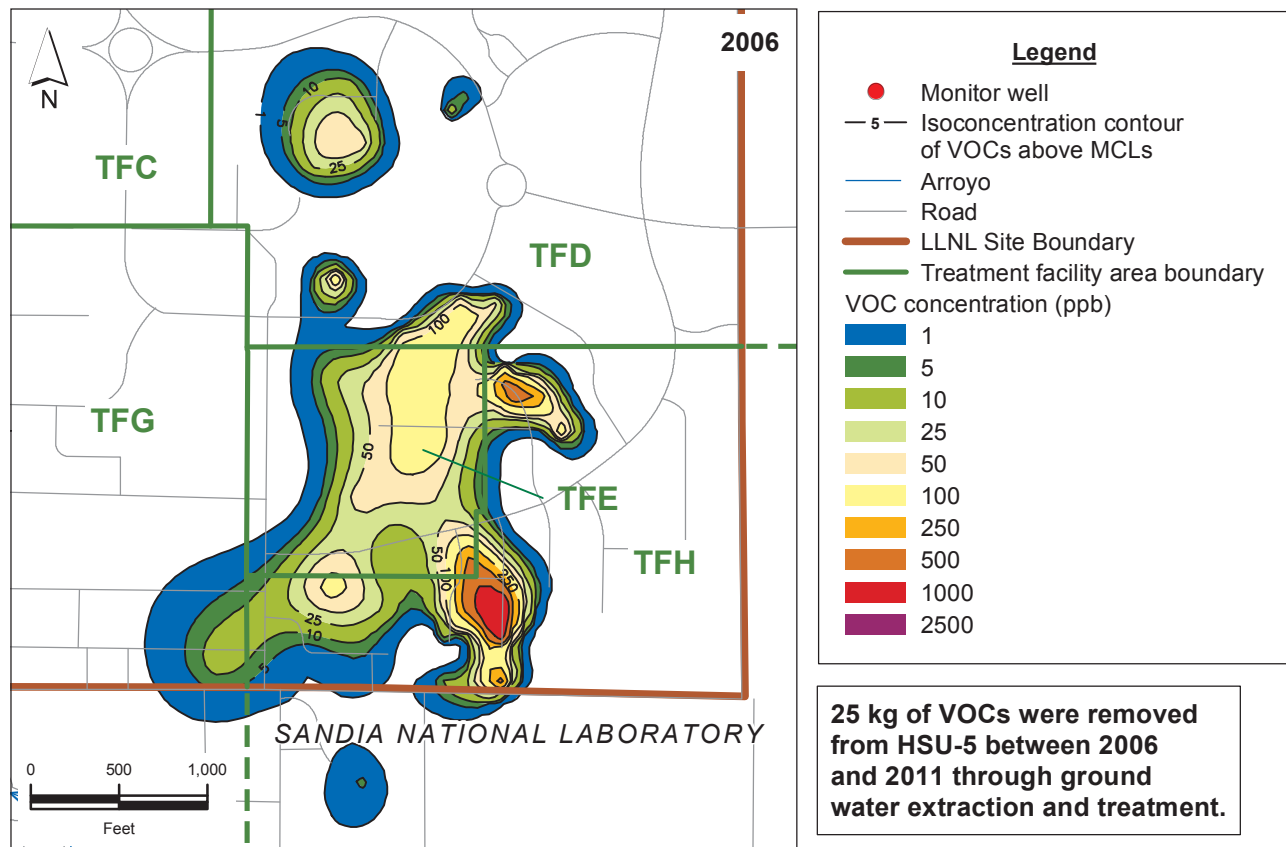 2006
N
10
1
5
25
TFC
TFD
100
TFG
50
TFE
50
100
250
TFH
25
10
5
SANDIA NATIONAL LABORATORY
0 500 1,000
Feet
Legend
Monitor well
5 Isoconcentration contour
of VOCs above MCLs
Arroyo
Road
LLNL Site Boundary
Treatment facility area boundary
VOC concentration (ppb)
1
5
10
25
50
100
250
500
1000
2500
25 kg of VOCs were removed
from HSU-5 between 2006
and 2011 through ground
water extraction and treatment.